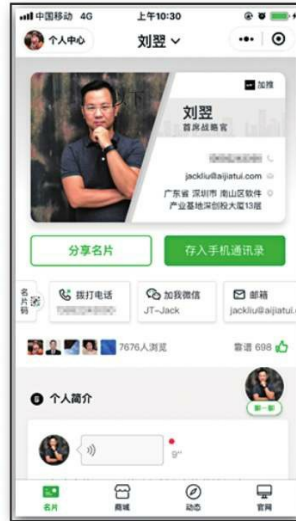 中国移动 4G 上午10:30
个人中心 刘翌
加推
刘翌
首席战略官
jackliu@aijiatui.com
广东省 深圳市 南山区软件
产业基地深创投大厦13层
分享名片 存入手机通讯录
名片码
拨打电话 加我微信 邮箱
JT-Jack jackliu@aijiatui.c
7676人浏览 靠谱 698
个人简介
聊一聊
9"
名片 商城 动态 官网